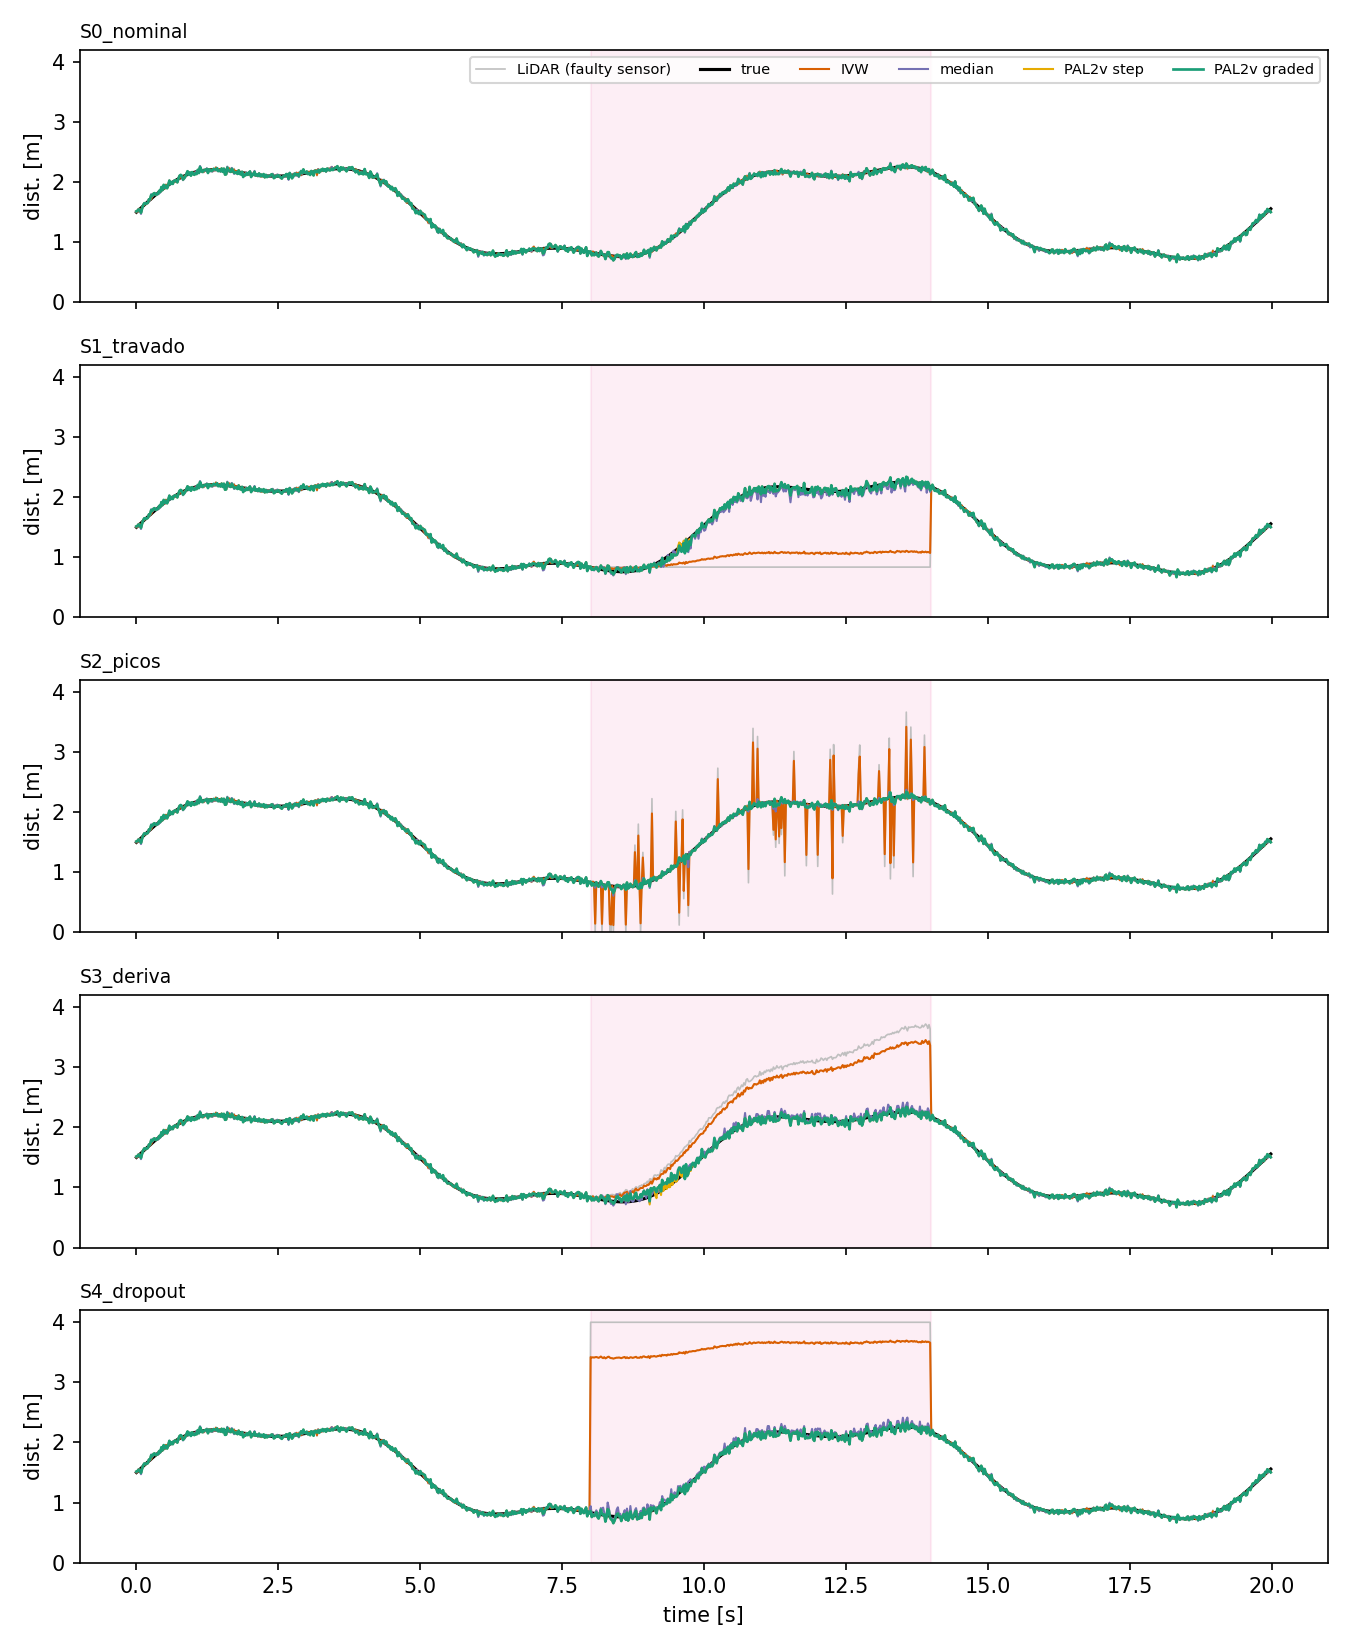 S0_nominal
LiDAR (faulty sensor) true IVW median PAL2v step PAL2v graded
4
3
2
1
0
dist. [m]
S1_travado
4
3
2
1
0
dist. [m]
S2_picos
4
3
2
1
0
dist. [m]
S3_deriva
4
3
2
1
0
dist. [m]
S4_dropout
4
3
2
1
0
dist. [m]
0.0 2.5 5.0 7.5 10.0 12.5 15.0 17.5 20.0
time [s]